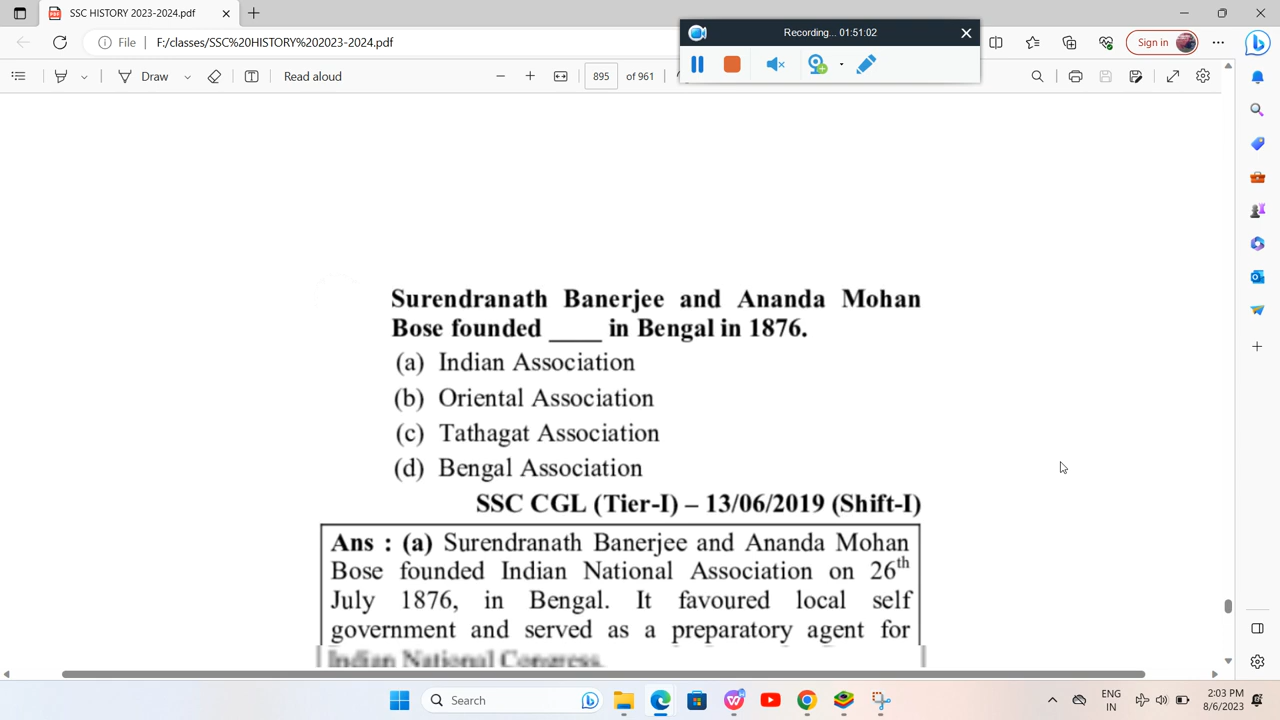 SSC HISTORY 2023-2024.pdf
Recording... 01:51:02
File F:/classes/SSC%20HISTORY%202023-2024.pdf
Sign in
Draw
Read aloud
895 of 961
Surendranath Banerjee and Ananda Mohan
Bose founded ____ in Bengal in 1876.
(a) Indian Association
(b) Oriental Association
(c) Tathagat Association
(d) Bengal Association
SSC CGL (Tier-I) – 13/06/2019 (Shift-I)
Ans : (a) Surendranath Banerjee and Ananda Mohan
Bose founded Indian National Association on 26th
July 1876, in Bengal. It favoured local self
government and served as a preparatory agent for
Indian National Congress.
Search
ENG
IN
2:03 PM
8/6/2023